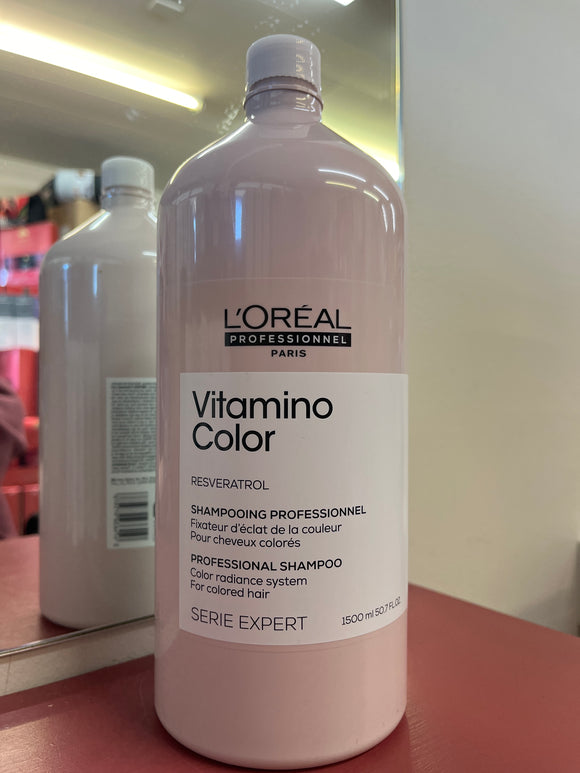 L'ORÉAL
PROFESSIONNEL
PARIS
Vitamino
Color
RESVERATROL
SHAMPOOING PROFESSIONNEL
Fixateur d'éclat de la couleur
Pour cheveux colorés
PROFESSIONAL SHAMPOO
Color radiance system
For colored hair
SERIE EXPERT
1500 ml 50.7 FL.OZ.